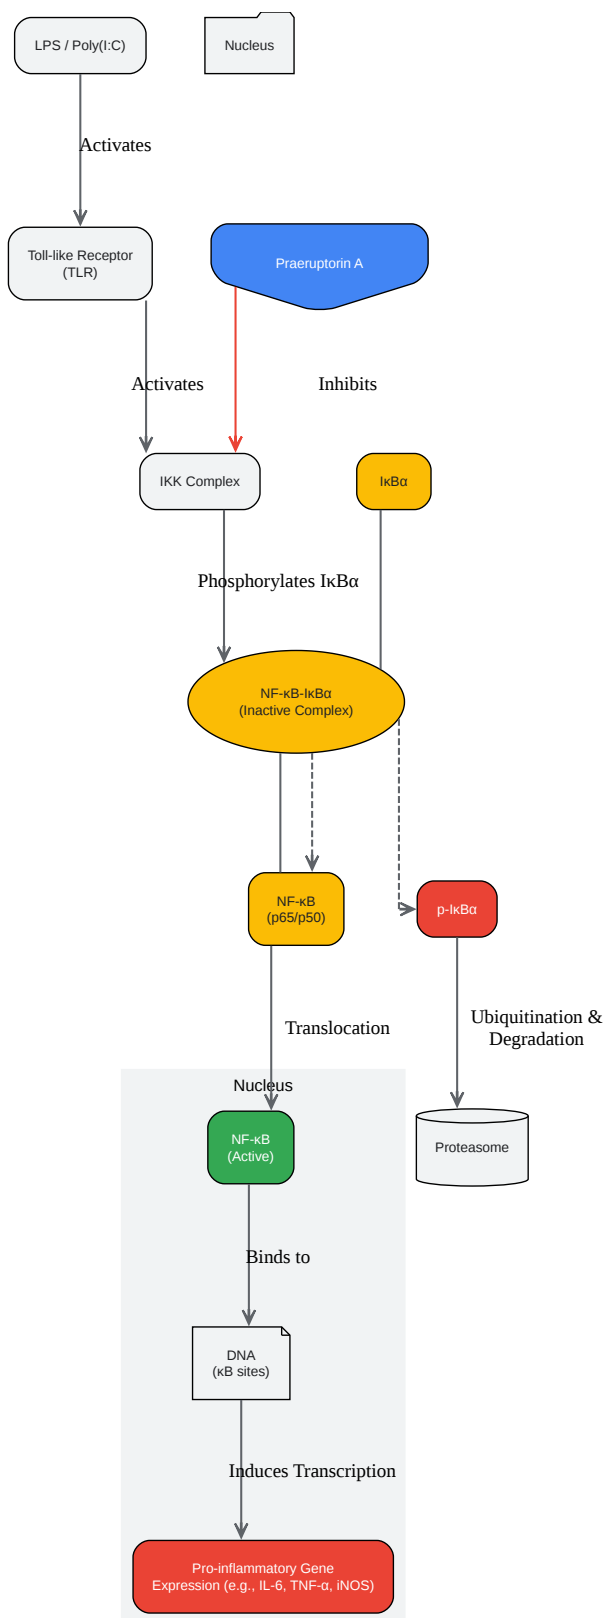 LPS / Poly(I:C)
Nucleus
Activates
Toll-like Receptor
(TLR)
Praeruptorin A
Activates
Inhibits
IKK Complex
IκBα
Phosphorylates IκBα
NF-κB-IκBα
(Inactive Complex)
NF-κB
(p65/p50)
p-IκBα
Translocation
Ubiquitination &
Degradation
Nucleus
NF-κB
(Active)
Proteasome
Binds to
DNA
(κB sites)
Induces Transcription
Pro-inflammatory Gene
Expression (e.g., IL-6, TNF-α, iNOS)